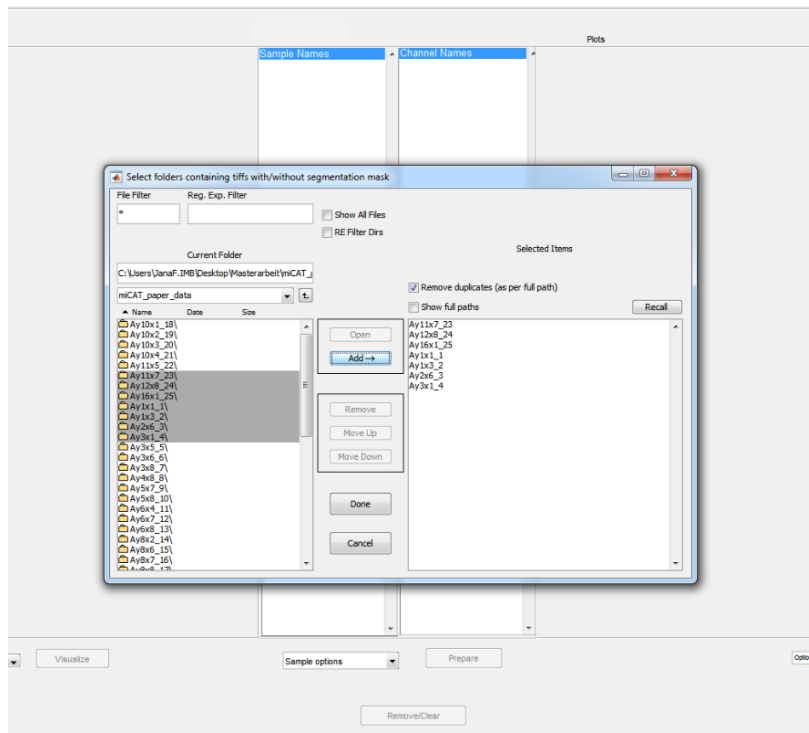 Plots
Sample Names
Channel Names
Select folders containing tiffs with/without segmentation mask
File Filter
Reg. Exp. Filter
*
Show All Files
RE Filter Dirs
Selected Items
Current Folder
C:\Users\JanaF.IMB\Desktop\Masterarbeit\miCAT_
Remove duplicates (as per full path)
miCAT_paper_data
Show full paths
Recall
Name Date Size
Ay10x1_18\
Ay10x2_19\
Ay10x3_20\
Ay10x4_21\
Ay11x5_22\
Ay11x7_23\
Ay12x8_24\
Ay16x1_25\
Ay1x1_1\
Ay1x3_2\
Ay2x6_3\
Ay3x1_4\
Ay3x5_5\
Ay3x6_6\
Ay3x8_7\
Ay4x8_8\
Ay5x7_9\
Ay5x8_10\
Ay6x4_11\
Ay6x7_12\
Ay6x8_13\
Ay8x2_14\
Ay8x6_15\
Ay8x7_16\
Ay8x8_17\
Open
Add→
Remove
Move Up
Move Down
Done
Cancel
Ay11x7_23
Ay12x8_24
Ay16x1_25
Ay1x1_1
Ay1x3_2
Ay2x6_3
Ay3x1_4
Visualize
Sample options
Prepare
Optio
Remove/Clear